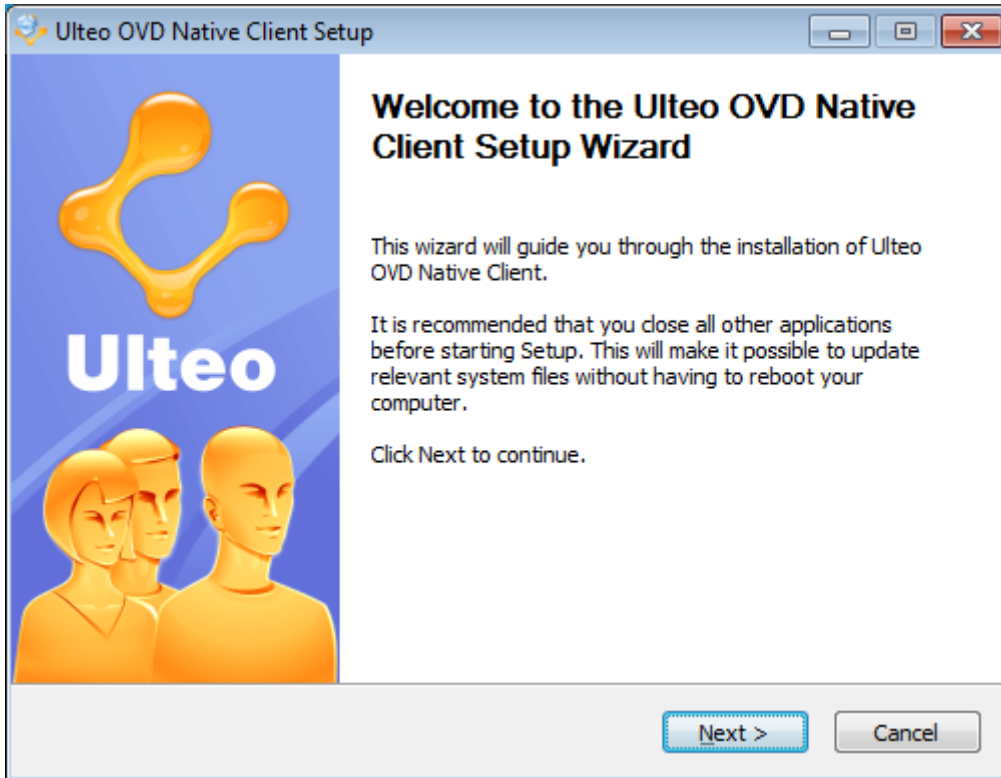 Ulteo OVD Native Client Setup
Welcome to the Ulteo OVD Native
Client Setup Wizard
This wizard will guide you through the installation of Ulteo
OVD Native Client.
It is recommended that you close all other applications
before starting Setup. This will make it possible to update
relevant system files without having to reboot your
computer.
Click Next to continue.
Ulteo
Next >
Cancel